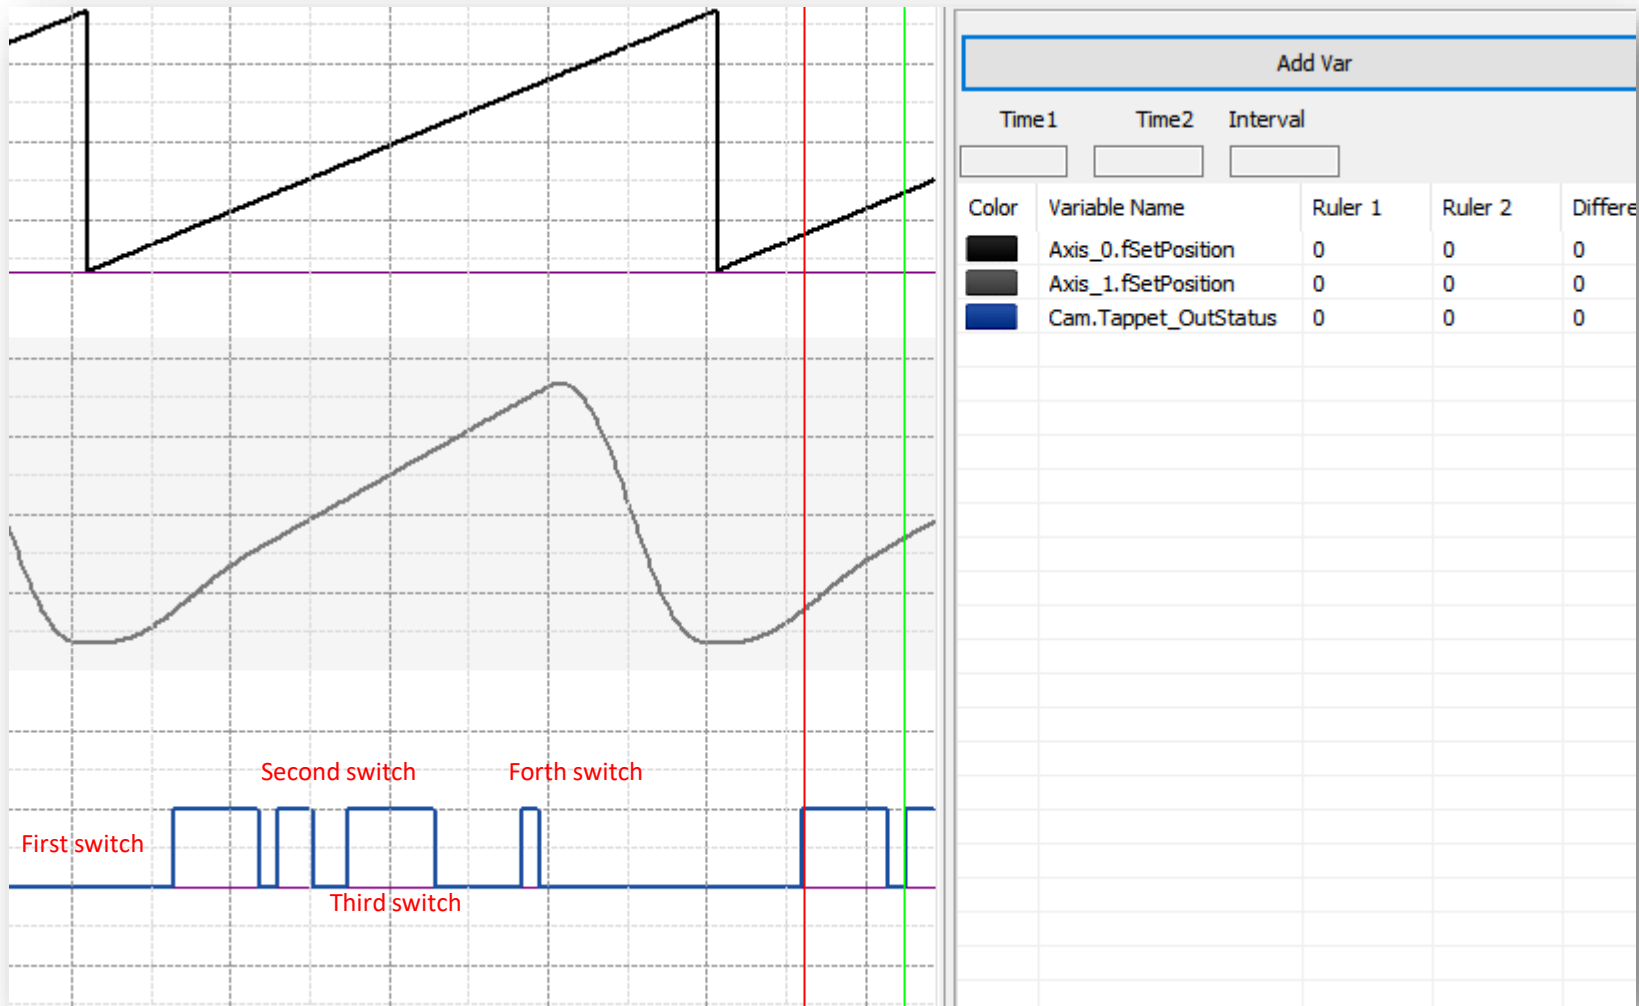 Add Var
Time1 Time2 Interval
Color Variable Name Ruler 1 Ruler 2 Differe
Axis_0.fSetPosition 0 0 0
Axis_1.fSetPosition 0 0 0
Cam.Tappet_OutStatus 0 0 0
Second switch Forth switch
First switch
Third switch